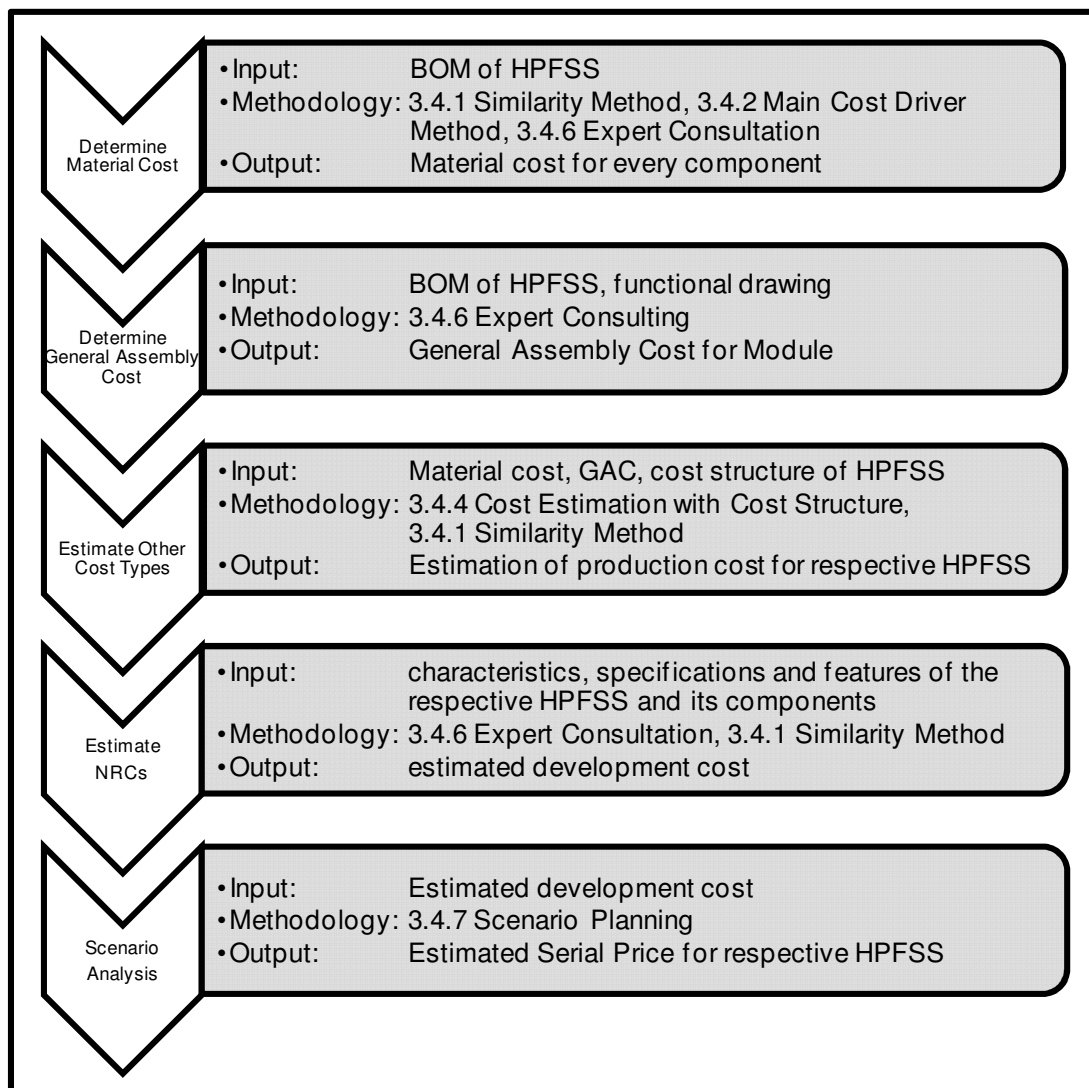 Determine
Material Cost
•Input: BOM of HPFSS
•Methodology: 3.4.1 Similarity Method, 3.4.2 Main Cost Driver
Method, 3.4.6 Expert Consultation
•Output: Material cost for every component
Determine
General Assembly
Cost
•Input: BOM of HPFSS, functional drawing
•Methodology: 3.4.6 Expert Consulting
•Output: General Assembly Cost for Module
Estimate Other
Cost Types
•Input: Material cost, GAC, cost structure of HPFSS
•Methodology: 3.4.4 Cost Estimation with Cost Structure,
3.4.1 Similarity Method
•Output: Estimation of production cost for respective HPFSS
Estimate
NRCs
•Input: characteristics, specifications and features of the
respective HPFSS and its components
•Methodology: 3.4.6 Expert Consultation, 3.4.1 Similarity Method
•Output: estimated development cost
Scenario
Analysis
•Input: Estimated development cost
•Methodology: 3.4.7 Scenario Planning
•Output: Estimated Serial Price for respective HPFSS